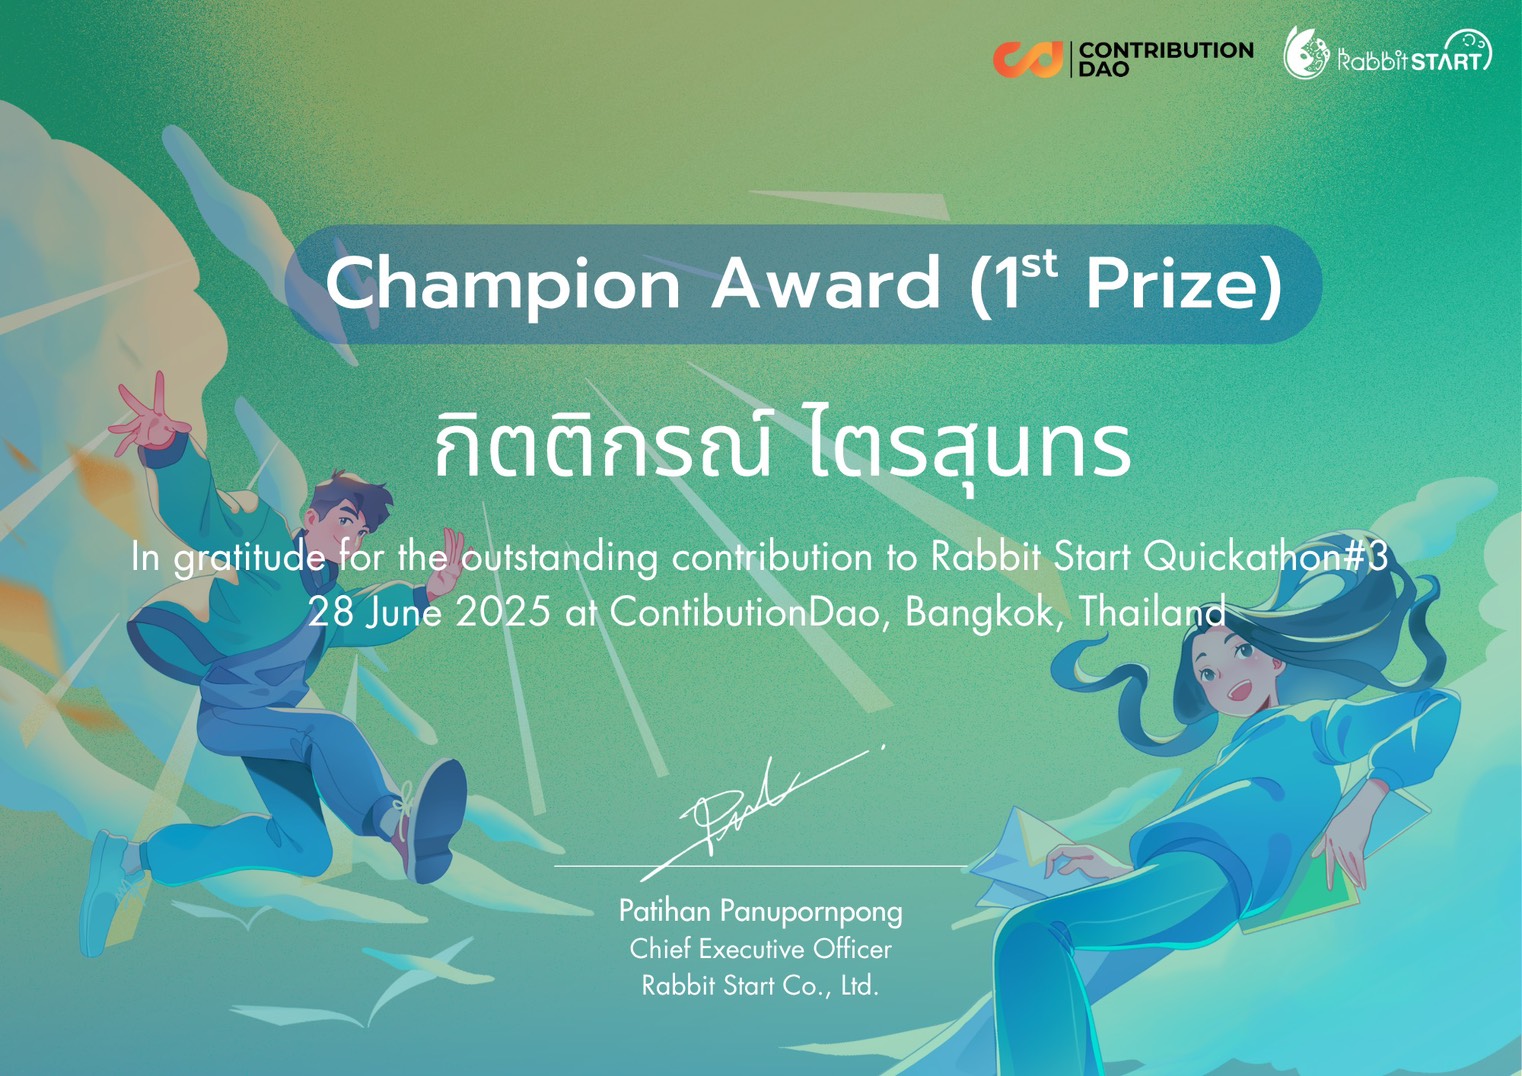 CONTRIBUTION
DAO
Rabbit START
Champion Award (1st Prize)
กิตติกรณ์ ไตรสุนทร
In gratitude for the outstanding contribution to Rabbit Start Quickathon#3
28 June 2025 at ContibutionDao, Bangkok, Thailand
Patihan Panupornpong
Chief Executive Officer
Rabbit Start Co., Ltd.